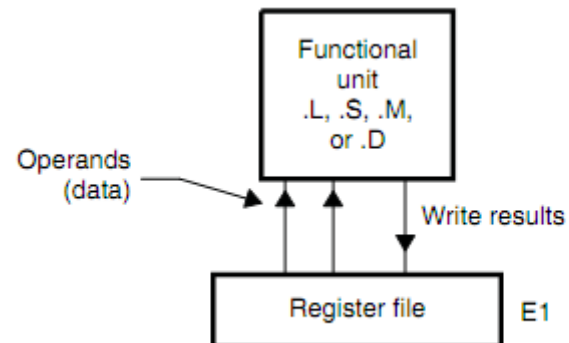 Functional
unit
.L, .S, .M,
or .D
Operands
(data)
Write results
Register file
E1